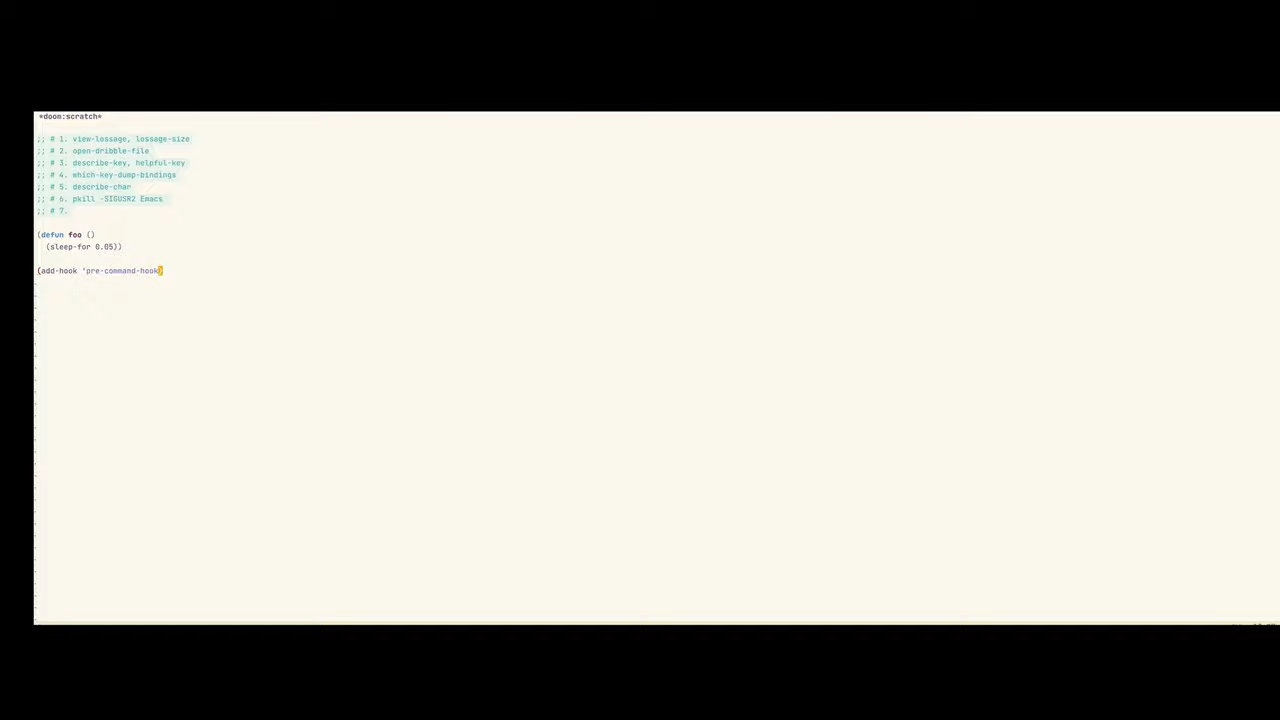 *doom:scratch*
;; # 1. view-lossage, lossage-size
;; # 2. open-dribble-file
;; # 3. describe-key, helpful-key
;; # 4. which-key-dump-bindings
;; # 5. describe-char
;; # 6. pkill -SIGUSR2 Emacs
;; # 7.
(defun foo ()
(sleep-for 0.05))
(add-hook 'pre-command-hook)